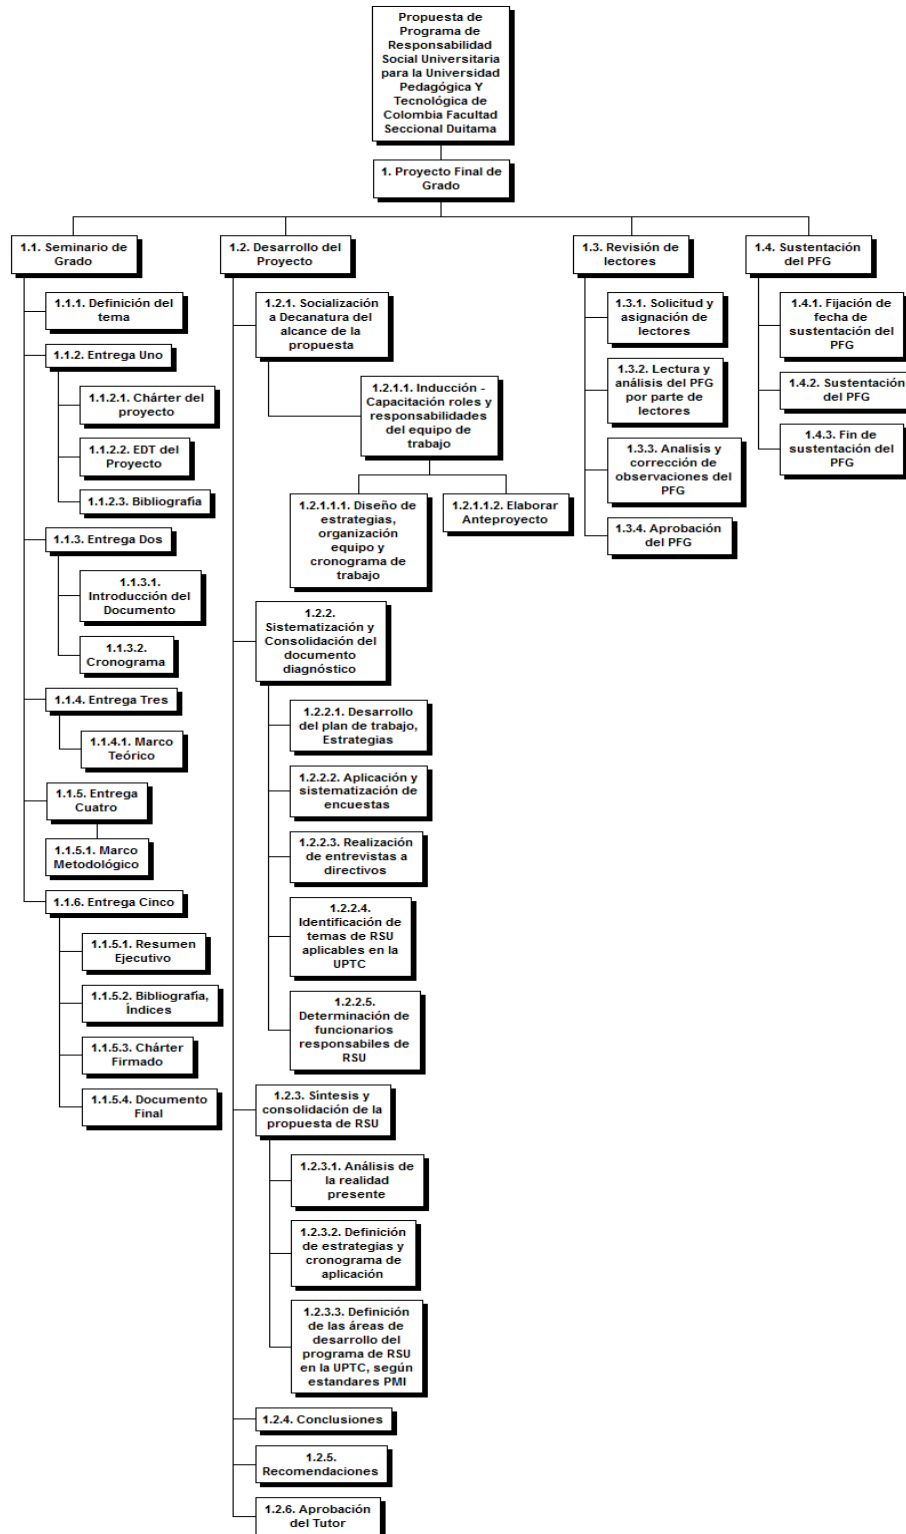 Propuesta de
Programa de
Responsabilidad
Social Universitaria
para la Universidad
Pedagógica Y
Tecnológica de
Colombia Facultad
Seccional Duitama
1. Proyecto Final de
Grado
1.1. Seminario de
Grado
1.1.1. Definición del
tema
1.1.2. Entrega Uno
1.1.2.1. Chárter del
proyecto
1.1.2.2. EDT del
Proyecto
1.1.2.3. Bibliografía
1.1.3. Entrega Dos
1.1.3.1.
Introducción del
Documento
1.1.3.2.
Cronograma
1.1.4. Entrega Tres
1.1.4.1. Marco
Teórico
1.1.5. Entrega
Cuatro
1.1.5.1. Marco
Metodológico
1.1.6. Entrega Cinco
1.1.5.1. Resumen
Ejecutivo
1.1.5.2. Bibliografía,
Índices
1.1.5.3. Chárter
Firmado
1.1.5.4. Documento
Final
1.2. Desarrollo del
Proyecto
1.2.1. Socialización
a Decanatura del
alcance de la
propuesta
1.2.1.1. Inducción -
Capacitación roles y
responsabilidades
del equipo de
trabajo
1.2.1.1.1. Diseño de
estrategias,
organización
equipo y
cronograma de
trabajo
1.2.1.1.2. Elaborar
Anteproyecto
1.2.2.
Sistematización y
Consolidación del
documento
diagnóstico
1.2.2.1. Desarrollo
del plan de trabajo,
Estrategias
1.2.2.2. Aplicación y
sistematización de
encuestas
1.2.2.3. Realización
de entrevistas a
directivos
1.2.2.4.
Identificación de
temas de RSU
aplicables en la
UPTC
1.2.2.5.
Determinación de
funcionarios
responsabiles de
RSU
1.2.3. Síntesis y
consolidación de la
propuesta de RSU
1.2.3.1. Análisis de
la realidad
presente
1.2.3.2. Definición
de estrategias y
cronograma de
aplicación
1.2.3.3. Definición
de las áreas de
desarrollo del
programa de RSU
en la UPTC, según
estandares PMI
1.2.4. Conclusiones
1.2.5.
Recomendaciones
1.2.6. Aprobación
del Tutor
1.3. Revisión de
lectores
1.3.1. Solicitud y
asignación de
lectores
1.3.2. Lectura y
análisis del PFG
por parte de
lectores
1.3.3. Analisís y
corrección de
observaciones del
PFG
1.3.4. Aprobación
del PFG
1.4. Sustentación
del PFG
1.4.1. Fijación de
fecha de
sustentación del
PFG
1.4.2. Sustentación
del PFG
1.4.3. Fin de
sustentación del
PFG